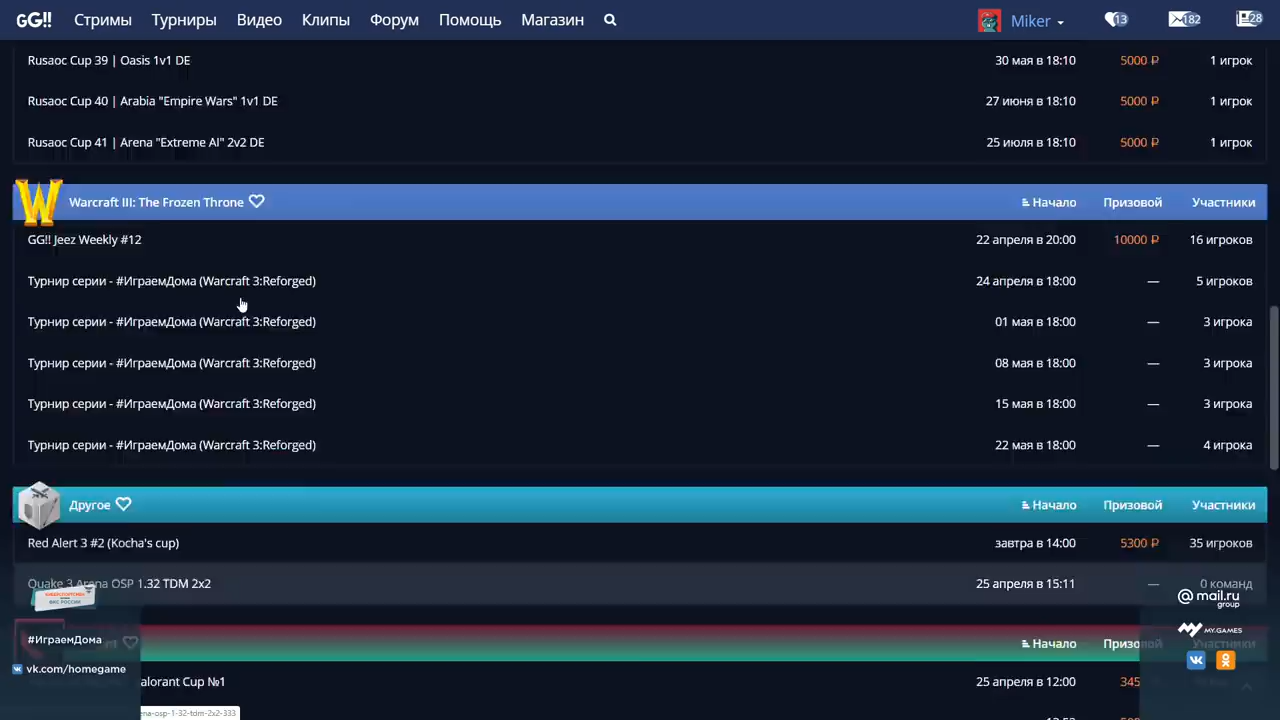 GG!! Стримы Турниры Видео Клипы Форум Помощь Магазин Miker 13 182 28
Rusaoc Cup 39 | Oasis 1v1 DE 30 мая в 18:10 5000 ₽ 1 игрок
Rusaoc Cup 40 | Arabia "Empire Wars" 1v1 DE 27 июня в 18:10 5000 ₽ 1 игрок
Rusaoc Cup 41 | Arena "Extreme AI" 2v2 DE 25 июля в 18:10 5000 ₽ 1 игрок
Warcraft III: The Frozen Throne Начало Призовой Участники
GG!! Jeez Weekly #12 22 апреля в 20:00 10000 ₽ 16 игроков
Турнир серии - #ИграемДома (Warcraft 3:Reforged) 24 апреля в 18:00 — 5 игроков
Турнир серии - #ИграемДома (Warcraft 3:Reforged) 01 мая в 18:00 — 3 игрока
Турнир серии - #ИграемДома (Warcraft 3:Reforged) 08 мая в 18:00 — 3 игрока
Турнир серии - #ИграемДома (Warcraft 3:Reforged) 15 мая в 18:00 — 3 игрока
Турнир серии - #ИграемДома (Warcraft 3:Reforged) 22 мая в 18:00 — 4 игрока
Другое Начало Призовой Участники
Red Alert 3 #2 (Kocha's cup) завтра в 14:00 5300 ₽ 35 игроков
Quake 3 Arena OSP 1.32 TDM 2x2 25 апреля в 15:11 — 0 команд
@mail.ru
group
MY.GAMES
#ИграемДома Начало Призовой Участники
vk.com/homegame
alorant Cup №1 25 апреля в 12:00 345
ena-osp-1-32-tdm-2x2-333